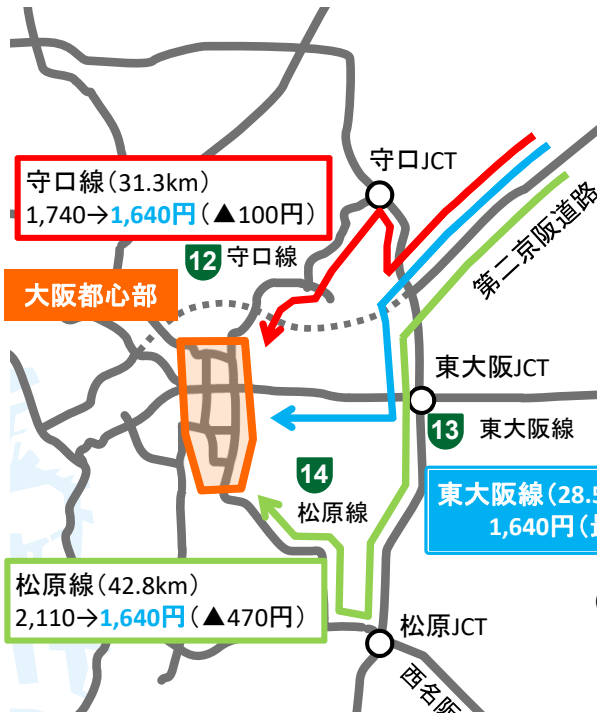 守口JCT
守口線(31.3km)
1,740→1,640円(▲100円)
12 守口線
第二京阪道路
大阪都心部
東大阪JCT
13 東大阪線
14
松原線
東大阪線(28.5
1,640円(
松原線(42.8km)
2,110→1,640円(▲470円)
松原JCT
西名阪